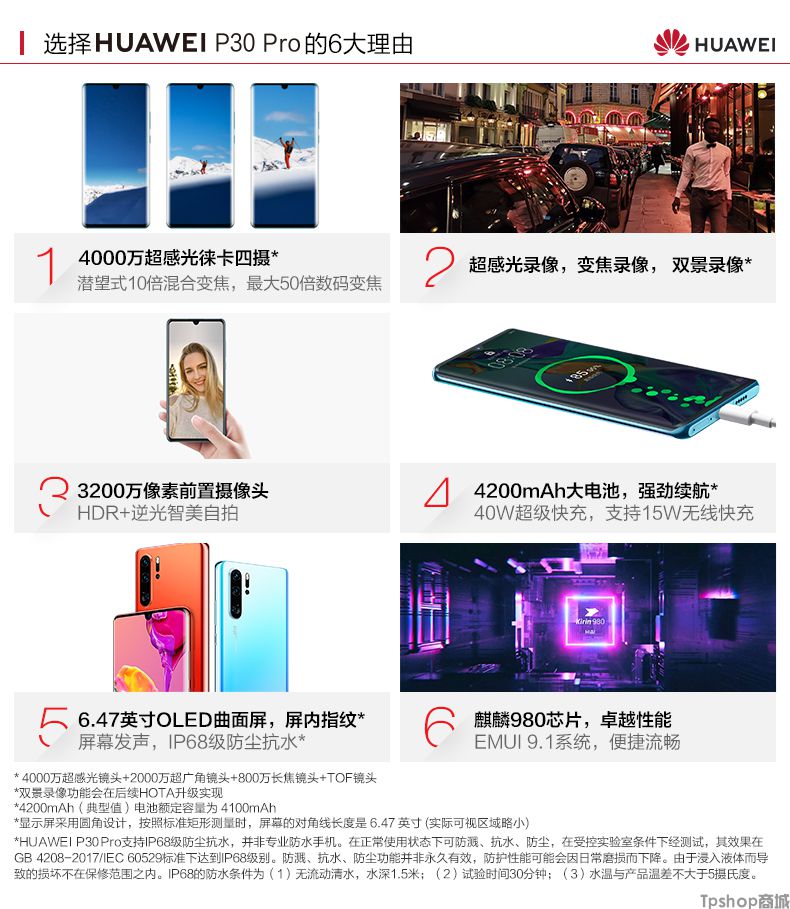 选择HUAWEI P30 Pro的6大理由
HUAWEI
1
4000万超感光徕卡四摄*
潜望式10倍混合变焦，最大50倍数码变焦
2
超感光录像，变焦录像， 双景录像*
3
3200万像素前置摄像头
HDR+逆光智美自拍
08:08
4
4200mAh大电池，强劲续航*
40W超级快充，支持15W无线快充
5
6.47英寸OLED曲面屏，屏内指纹*
屏幕发声，IP68级防尘抗水*
Kirin 980
6
麒麟980芯片，卓越性能
EMUI 9.1系统，便捷流畅
* 4000万超感光镜头+2000万超广角镜头+800万长焦镜头+TOF镜头
*双景录像功能会在后续HOTA升级实现
*4200mAh（典型值）电池额定容量为 4100mAh
*显示屏采用圆角设计，按照标准矩形测量时，屏幕的对角线长度是 6.47 英寸 (实际可视区域略小)
*HUAWEI P30 Pro支持IP68级防尘抗水，并非专业防水手机。在正常使用状态下可防溅、抗水、防尘，在受控实验室条件下经测试，其效果在
GB 4208-2017/IEC 60529标准下达到IP68级别。防溅、抗水、防尘功能并非永久有效，防护性能可能会因日常磨损而下降。由于浸入液体而导
致的损坏不在保修范围之内。IP68的防水条件为（1）无流动清水，水深1.5米；（2）试验时间30分钟；（3）水温与产品温差不大于5摄氏度。
Tpshop商城